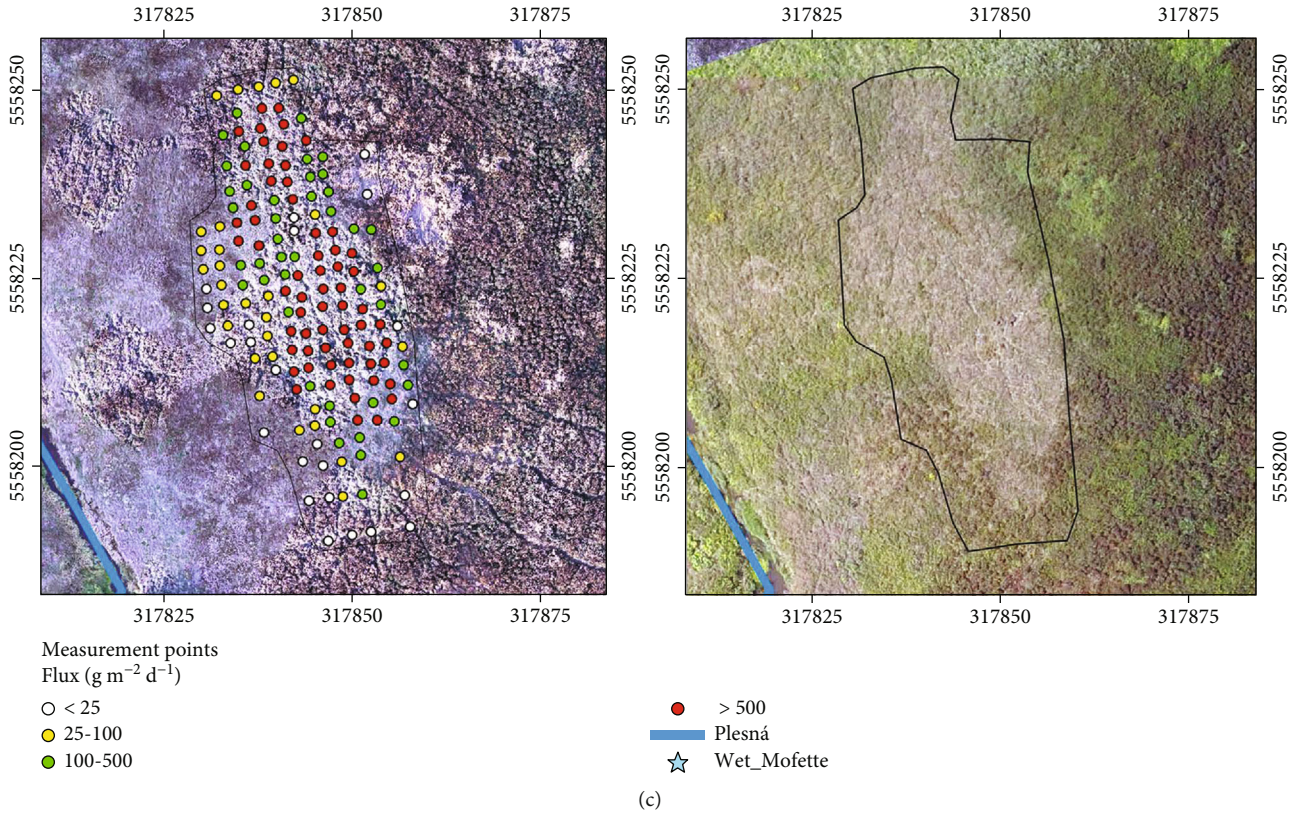 317825 317850 317875 317825 317850 317875
5558250 5558250 5558250 5558250
5558225 5558225 5558225 5558225
5558200 5558200 5558200 5558200
317825 317850 317875 317825 317850 317875
Measurement points
Flux (g m⁻² d⁻¹)
< 25
25-100
100-500
> 500
Plesná
Wet_Mofette
(c)